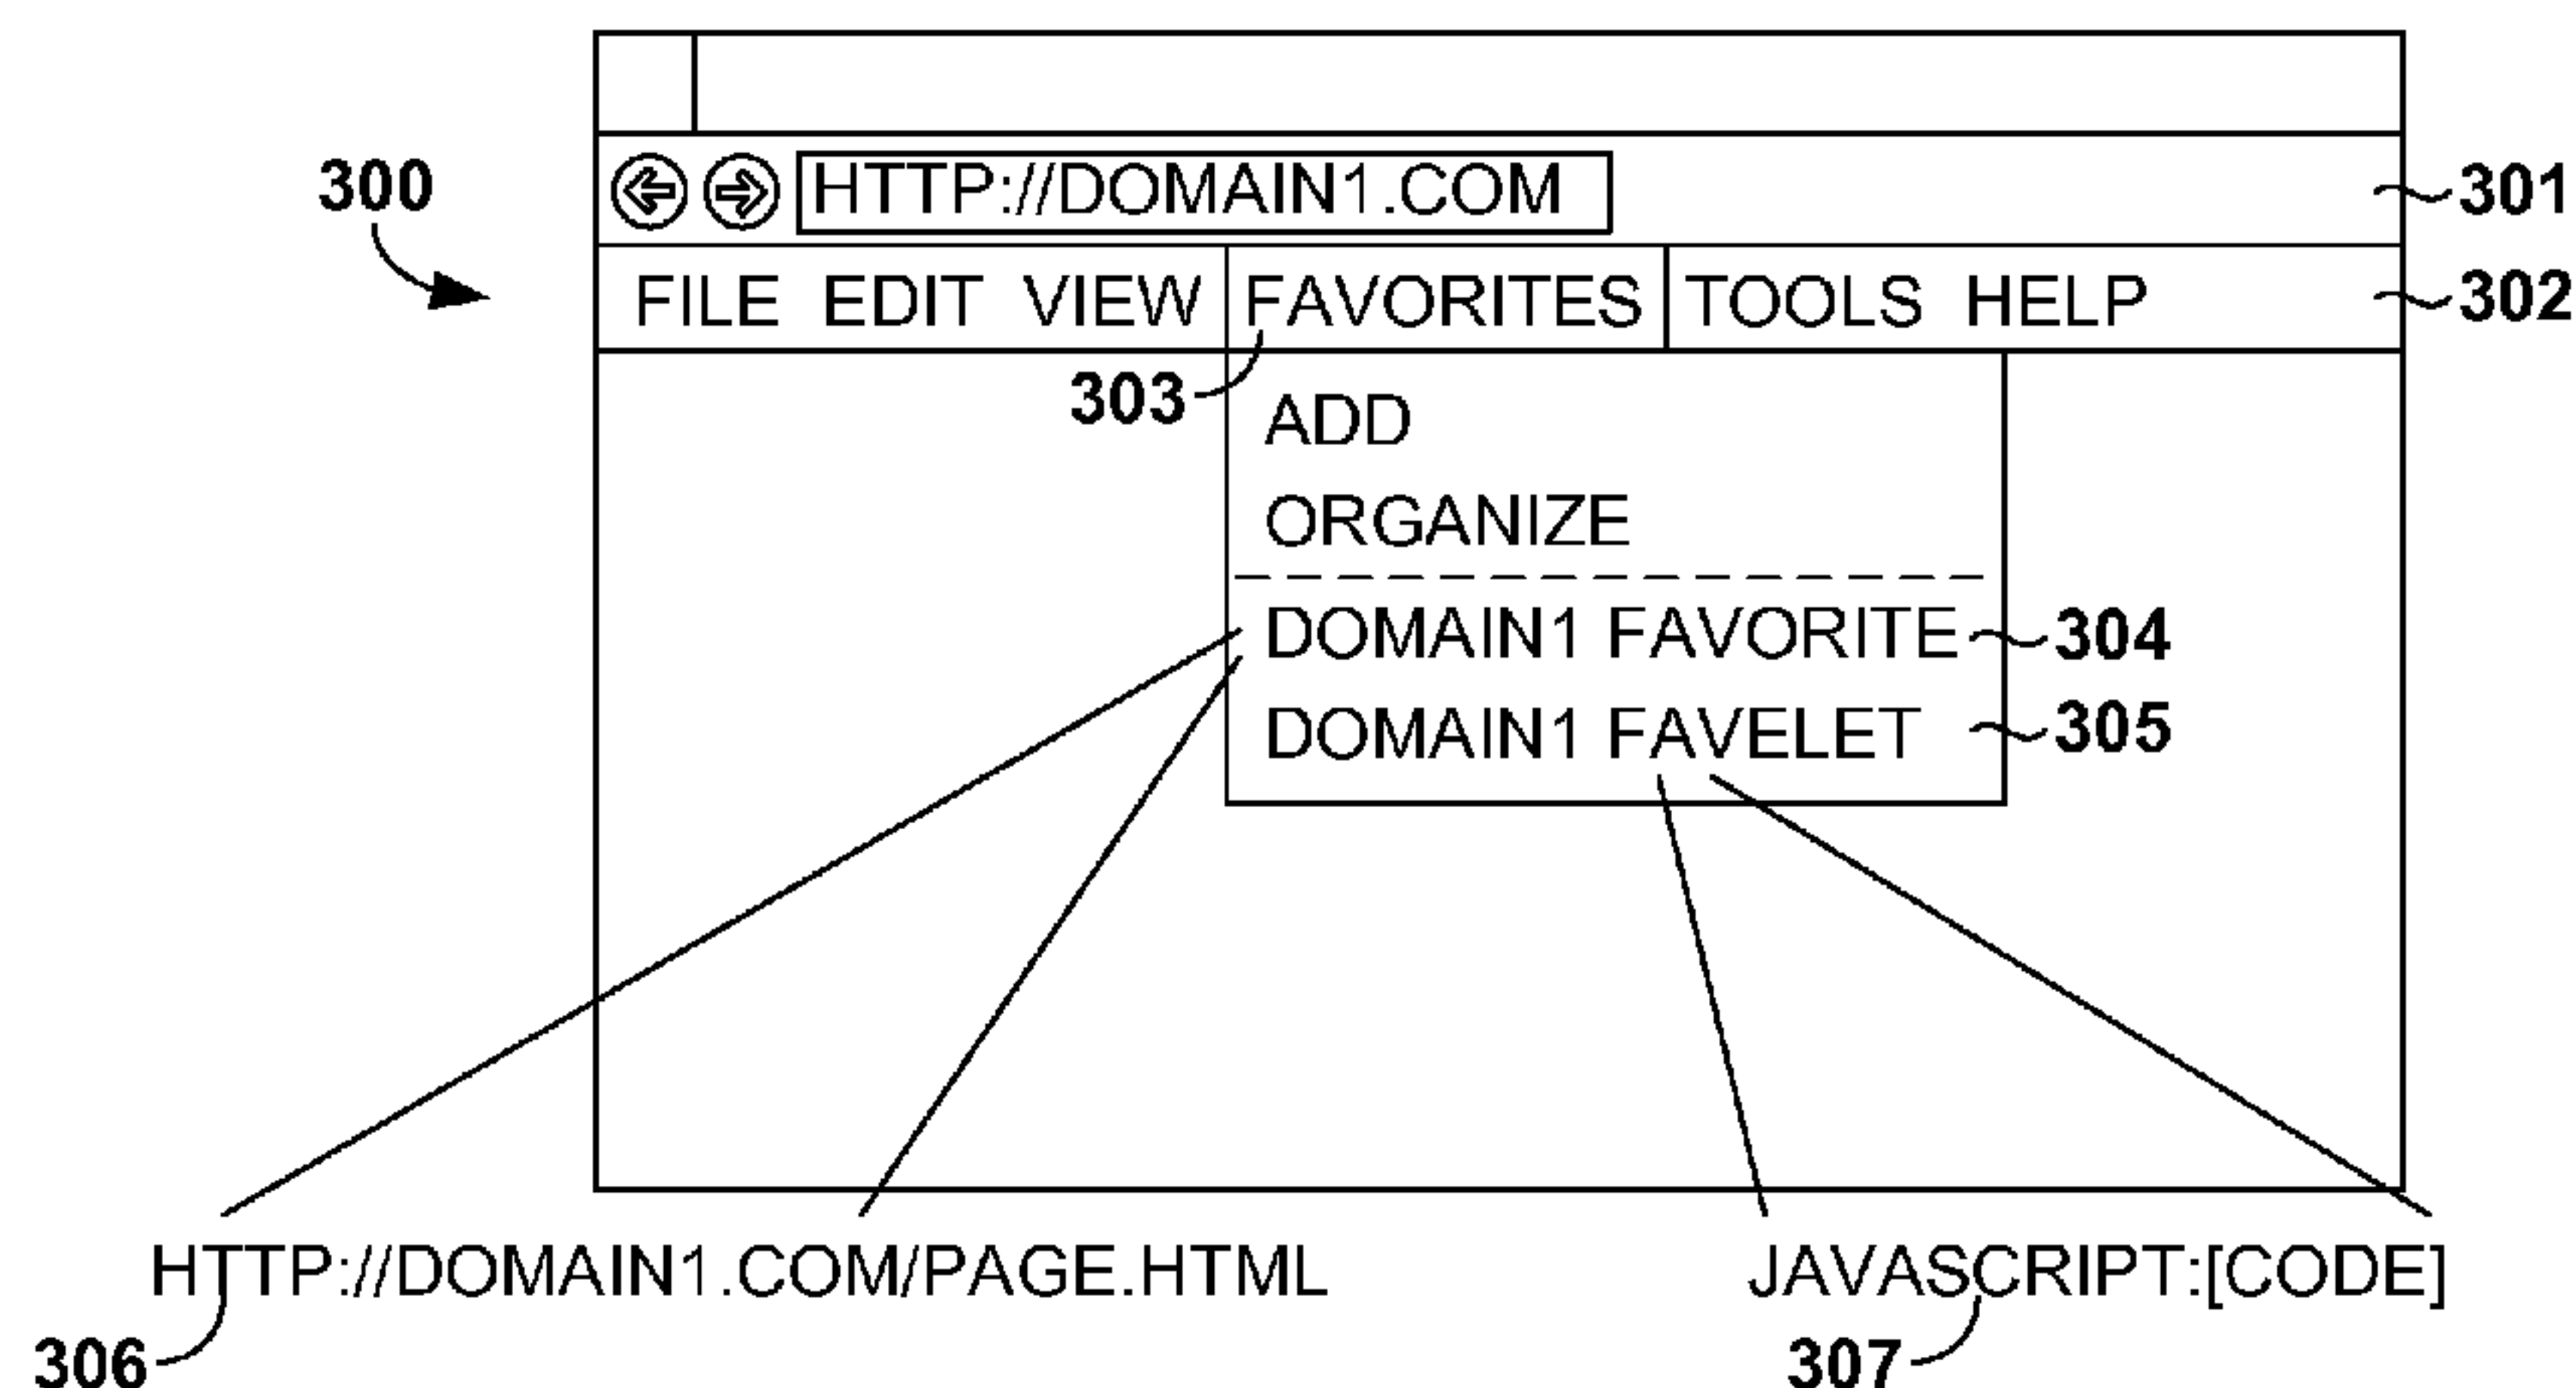 300
HTTP://DOMAIN1.COM
301
FILE EDIT VIEW FAVORITES TOOLS HELP
302
303
ADD
ORGANIZE
DOMAIN1 FAVORITE
304
DOMAIN1 FAVELET
305
HTTP://DOMAIN1.COM/PAGE.HTML
306
JAVASCRIPT:[CODE]
307